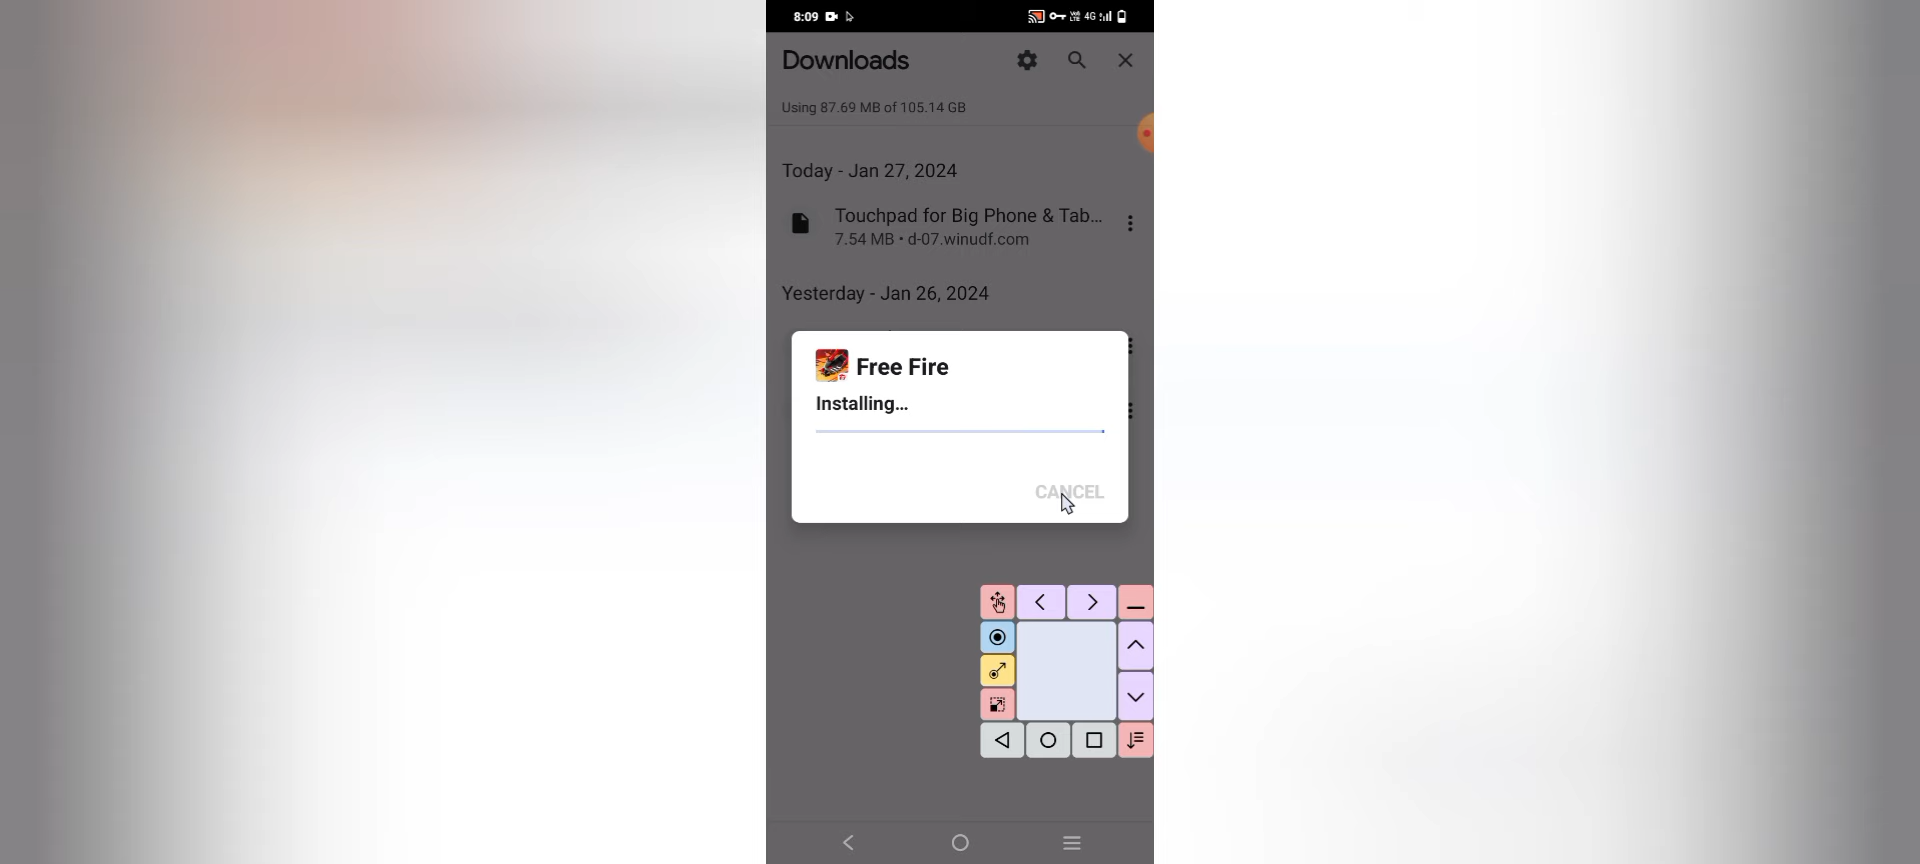 8:09
4G
Downloads
Using 87.69 MB of 105.14 GB
Today - Jan 27, 2024
Touchpad for Big Phone & Tab...
7.54 MB • d-07.winudf.com
Yesterday - Jan 26, 2024
Free Fire
Installing...
CANCEL